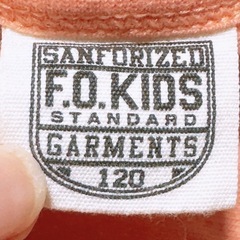 SANFORIZED
F.O.KIDS
STANDARD
GARMENTS
120